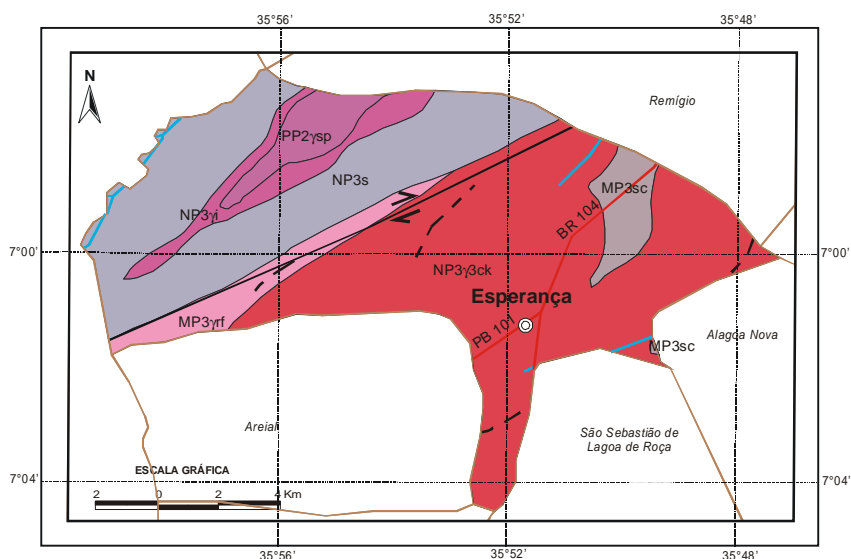 35°56' 35°52' 35°48'
N
Remígio
PP2γsp
MP3sc
NP3s
NP3γi
BR 104
7°00' 7°00'
NP3γ3ck
Esperança
MP3γrf
PB 101
Alagoa Nova
MP3sc
Areial
São Sebastião de
Lagoa de Roça
ESCALA GRÁFICA
7°04' 7°04'
2 0 2 4 Km
35°56' 35°52' 35°48'